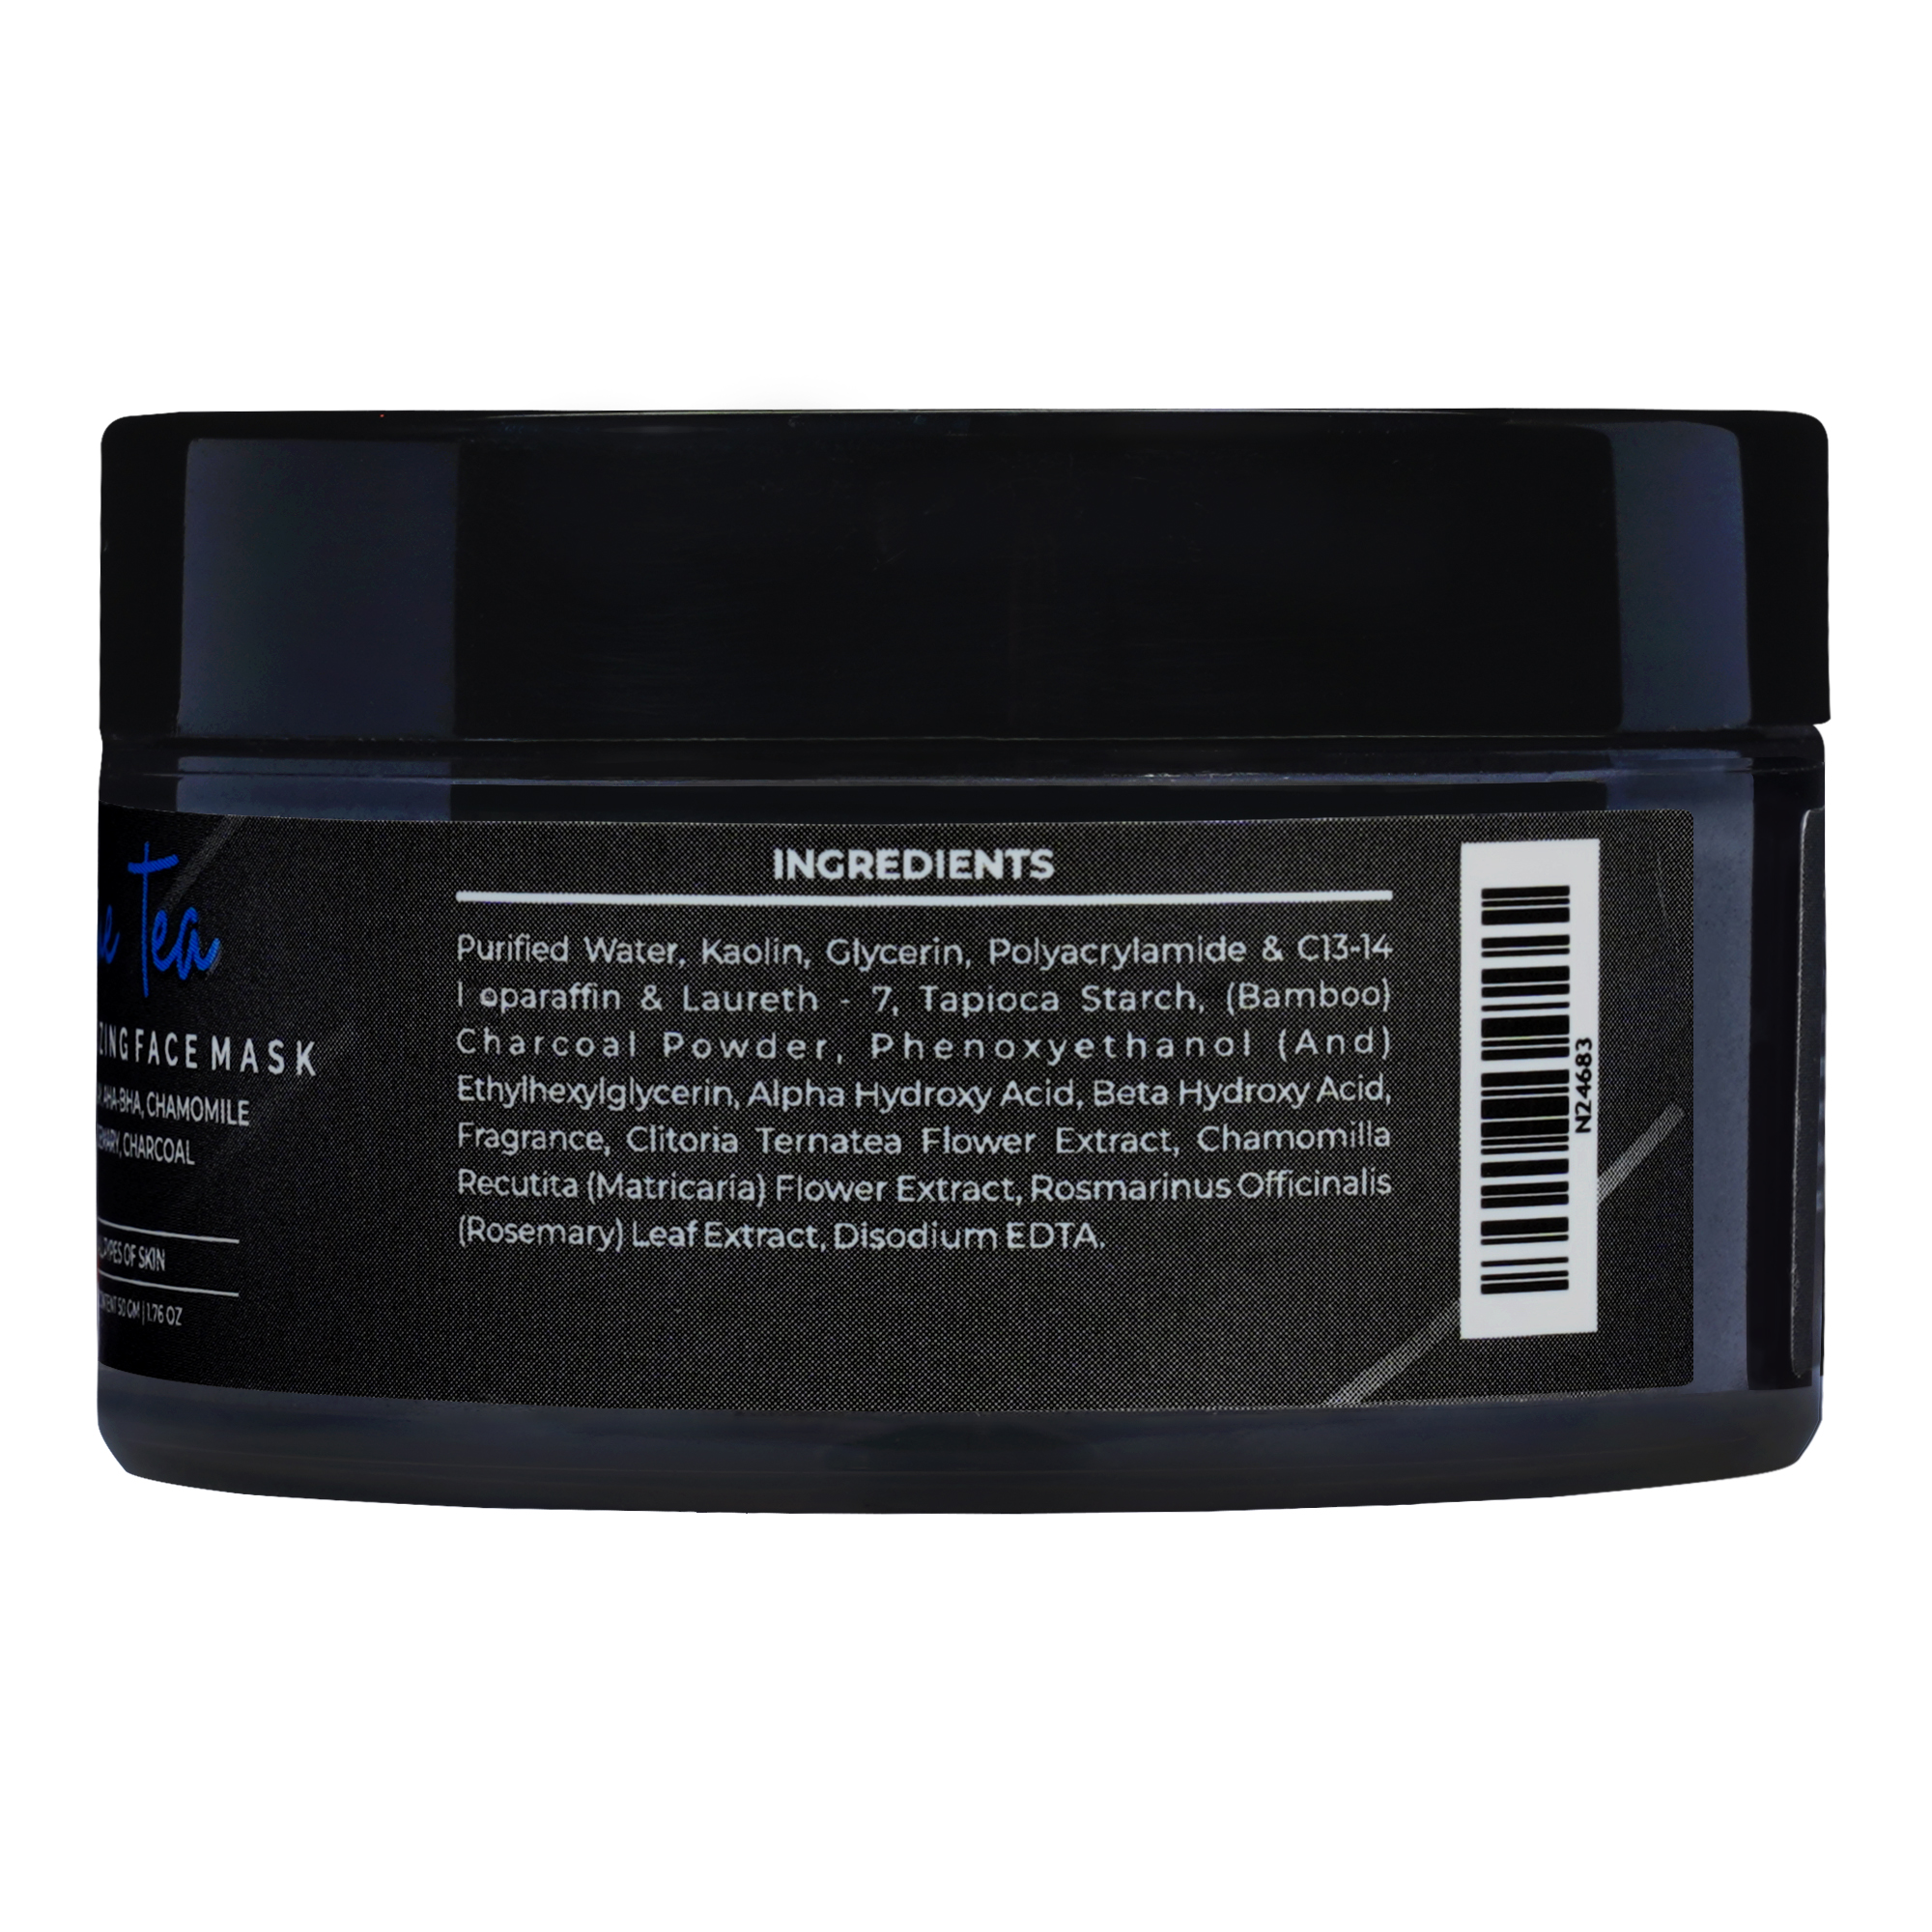 Tea
FACE MASK
AHA-BHA, CHAMOMILE
CHARCOAL
TYPES OF SKIN
50 GM | 1.76 OZ
INGREDIENTS
Purified Water, Kaolin, Glycerin, Polyacrylamide & C13-14
I oparaffin & Laureth - 7, Tapioca Starch, (Bamboo)
Charcoal Powder, Phenoxyethanol (And)
Ethylhexylglycerin, Alpha Hydroxy Acid, Beta Hydroxy Acid,
Fragrance, Clitoria Ternatea Flower Extract, Chamomilla
Recutita (Matricaria) Flower Extract, Rosmarinus Officinalis
(Rosemary) Leaf Extract, Disodium EDTA.
N24683